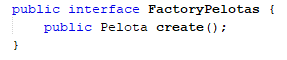 public interface FactoryPelotas {
    public Pelota create();
}